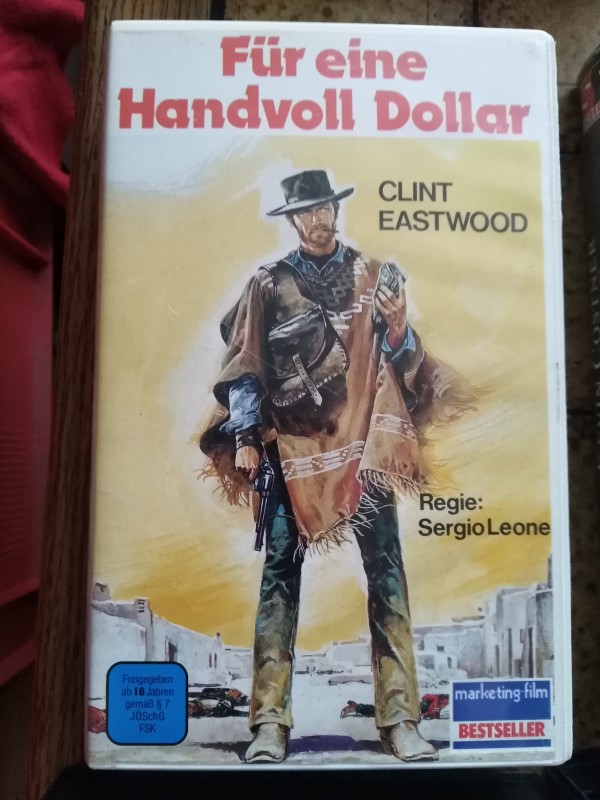 Für eine
Handvoll Dollar
CLINT
EASTWOOD
Regie:
Sergio Leone
Freigegeben
ab 16 Jahren
gemäß § 7
JÖSchG
FSK
marketing-film
BESTSELLER
COSTNER